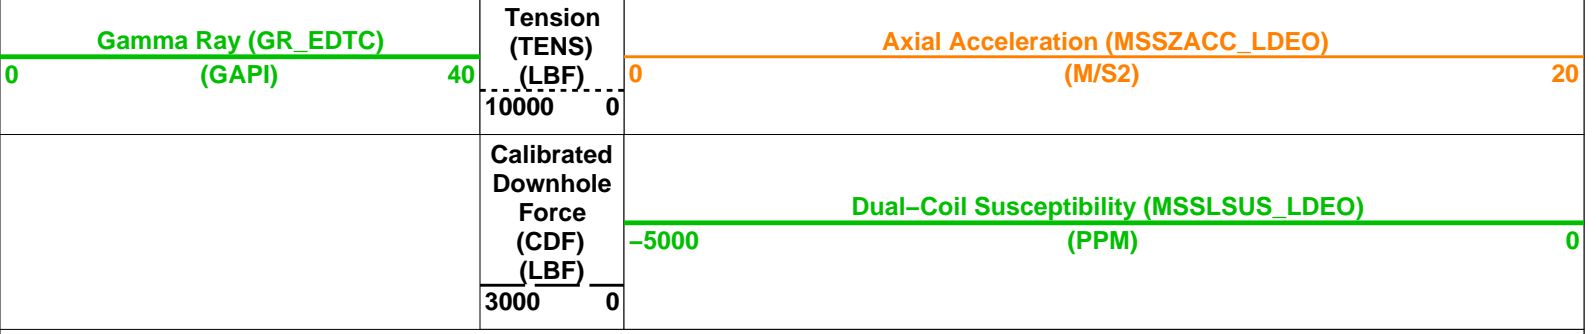 Gamma Ray (GR_EDTC)
0 (GAPI) 40
Tension
(TENS)
(LBF)
10000 0
Axial Acceleration (MSSZACC_LDEO)
0 (M/S2) 20
Calibrated
Downhole
Force
(CDF)
(LBF)
3000 0
Dual−Coil Susceptibility (MSSLSUS_LDEO)
−5000 (PPM) 0